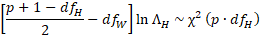 [(p + 1 − df_H)/2 − df_W] ln Λ_H ~ χ² (p · df_H)